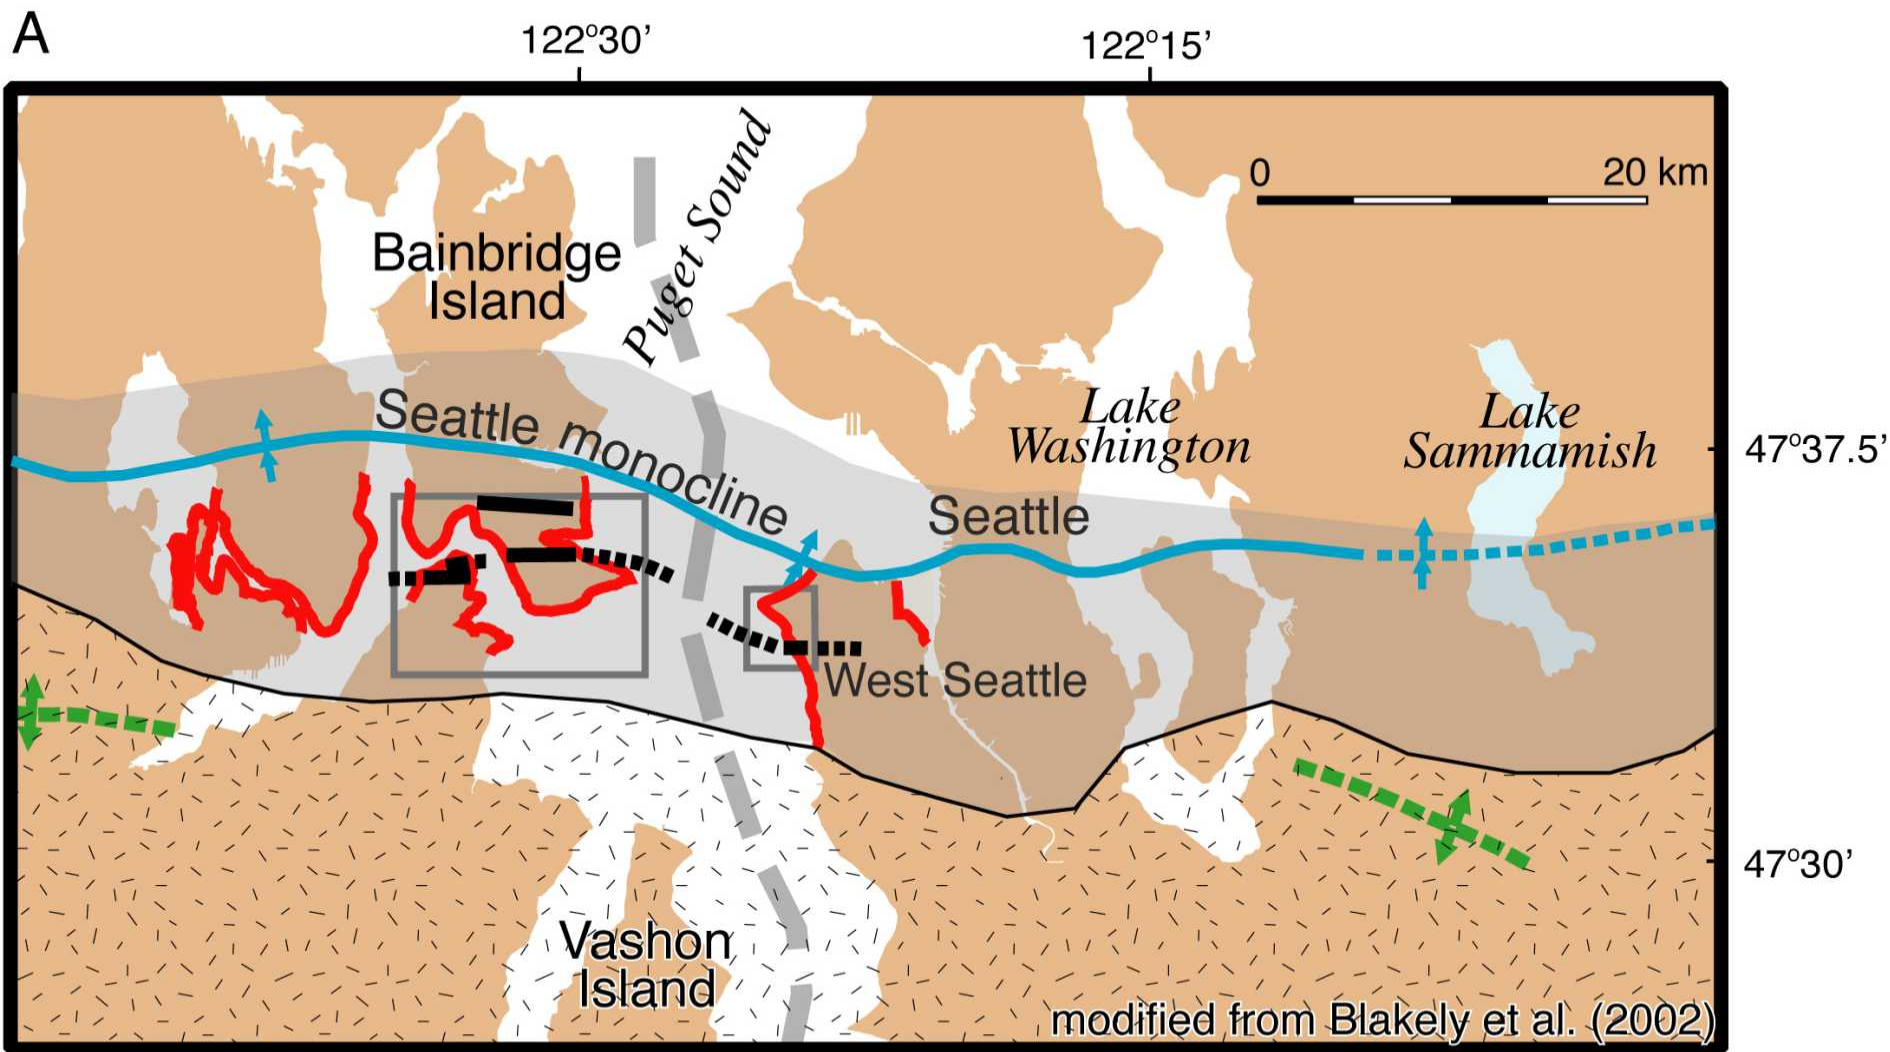 A
122°30’
122°15’
0
20 km
Puget Sound
Bainbridge
Island
Seattle monocline
Lake
Washington
Lake
Sammamish
47°37.5’
Seattle
West Seattle
47°30’
Vashon
Island
modified from Blakely et al. (2002)